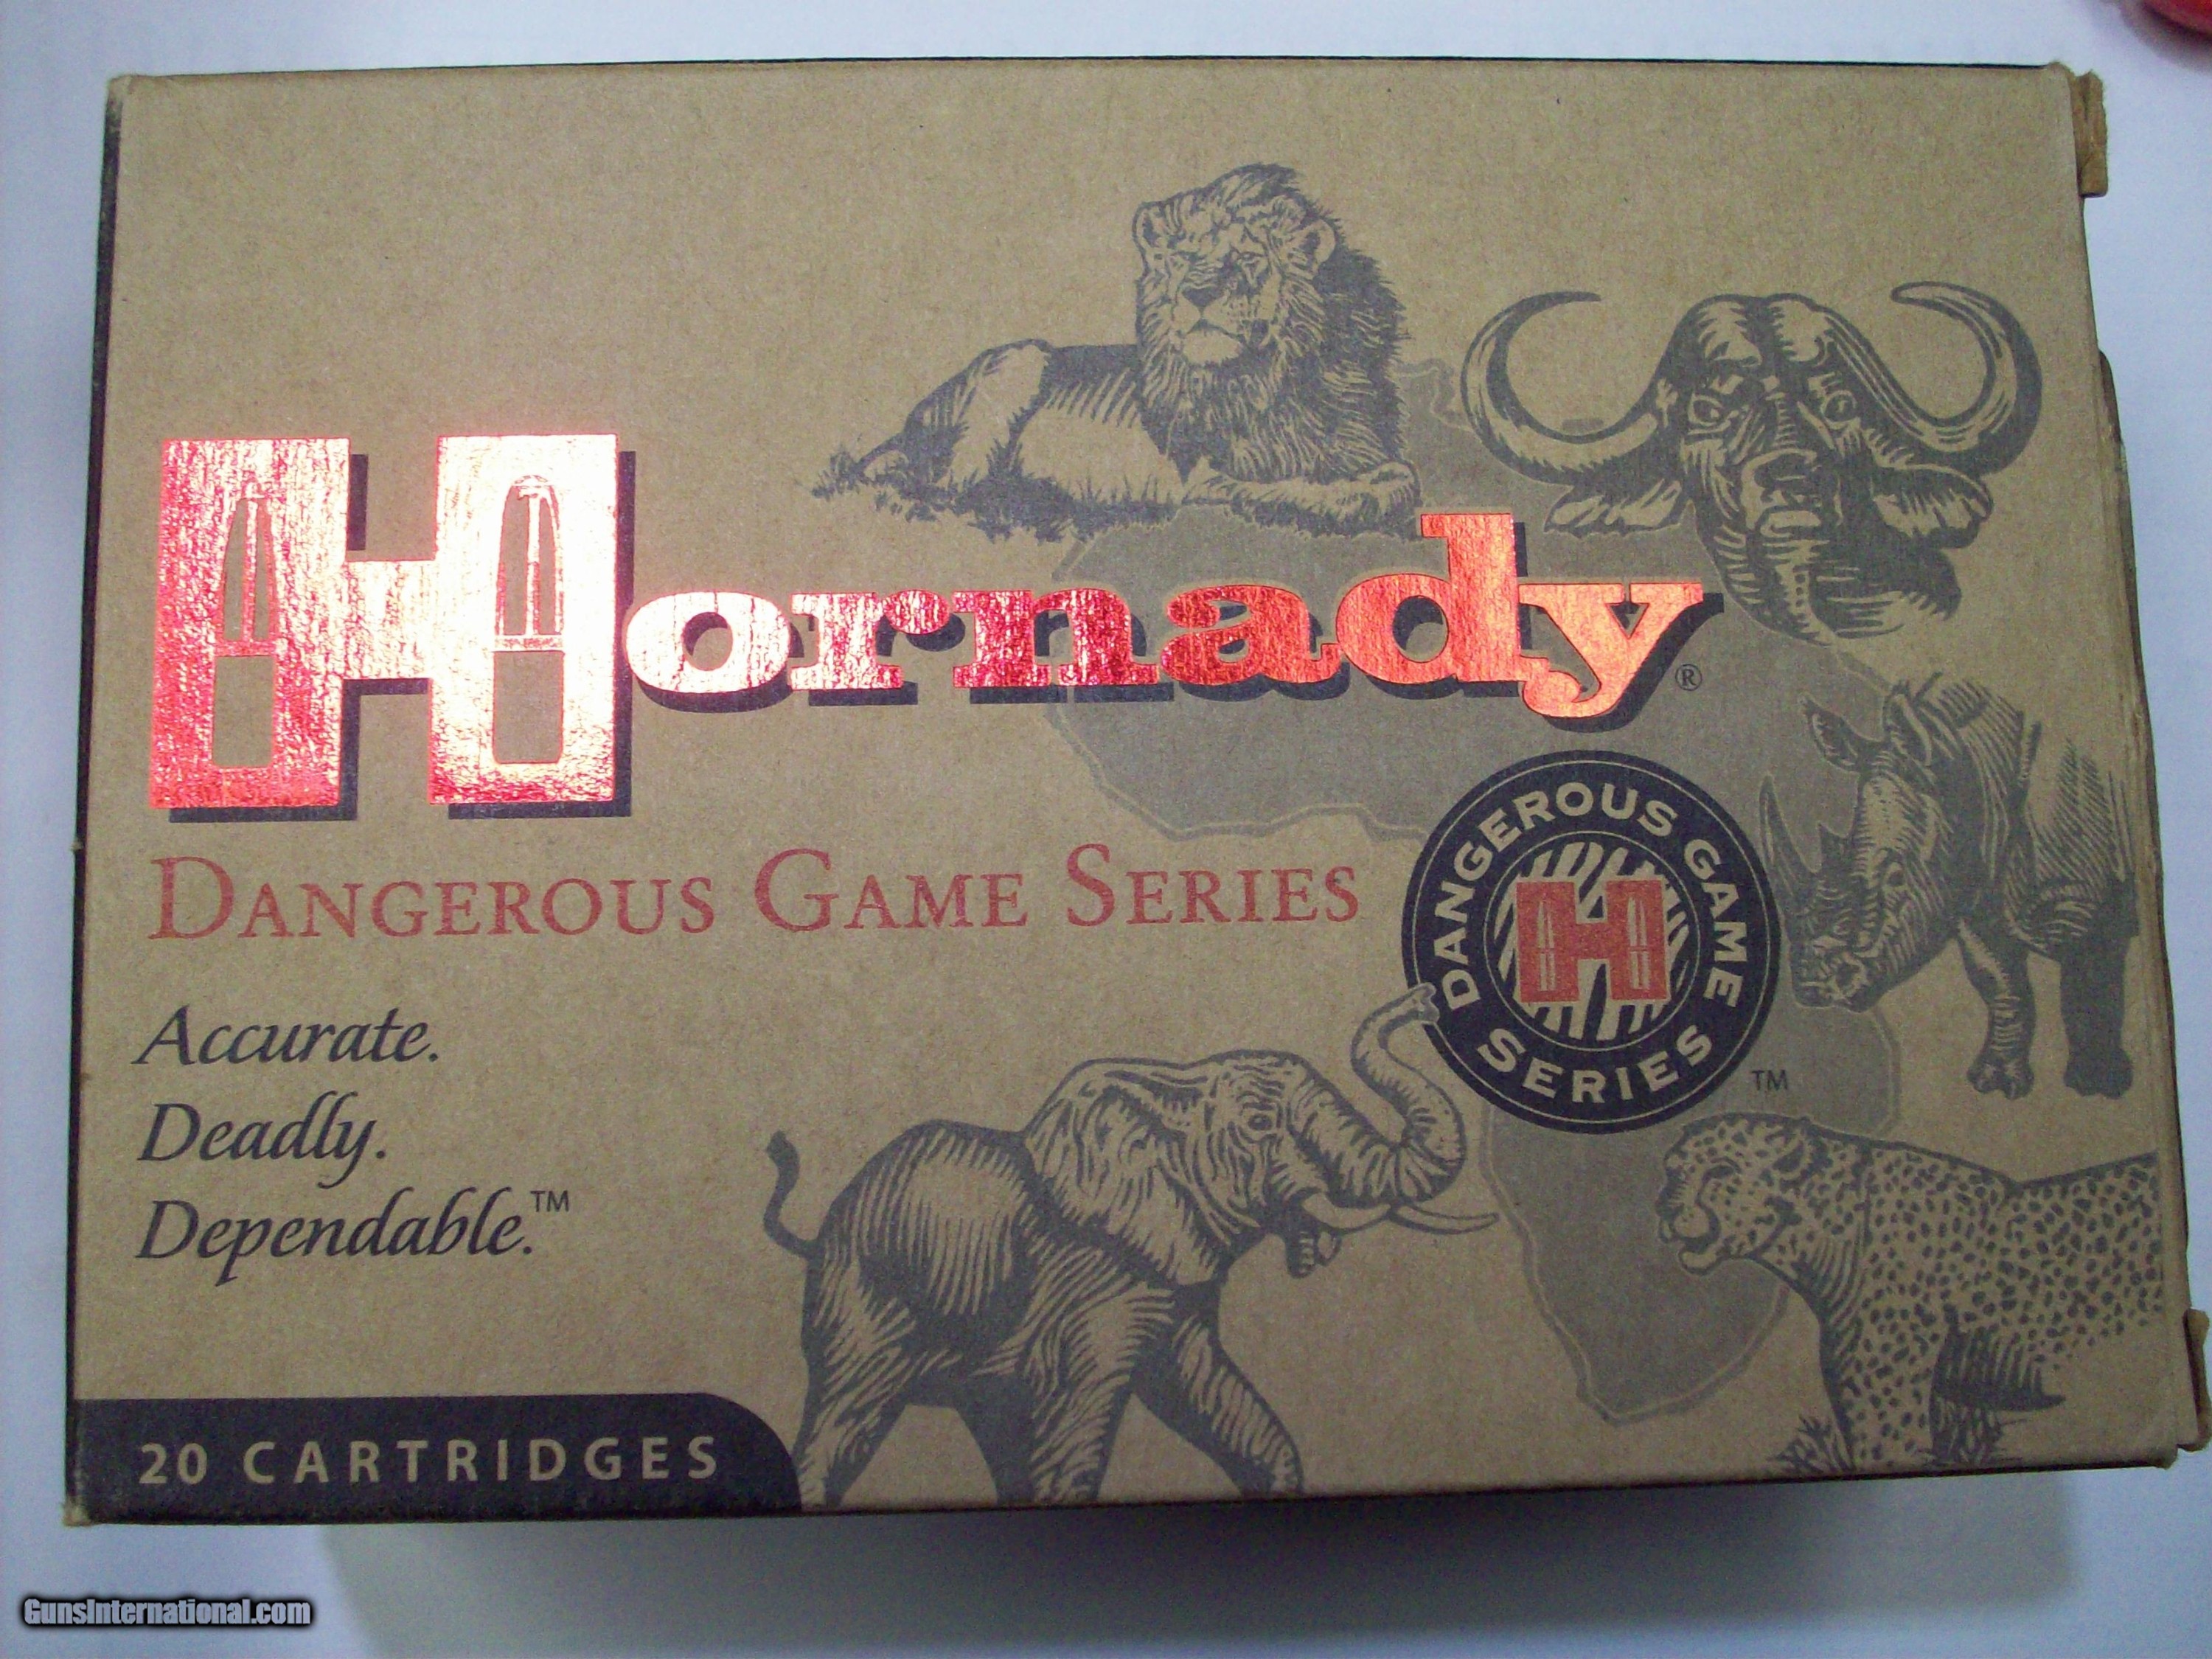 Hornady®
DANGEROUS GAME SERIES
DANGEROUS GAME
SERIES
H
TM
Accurate.
Deadly.
Dependable.™
20 CARTRIDGES
GunsInternational.com